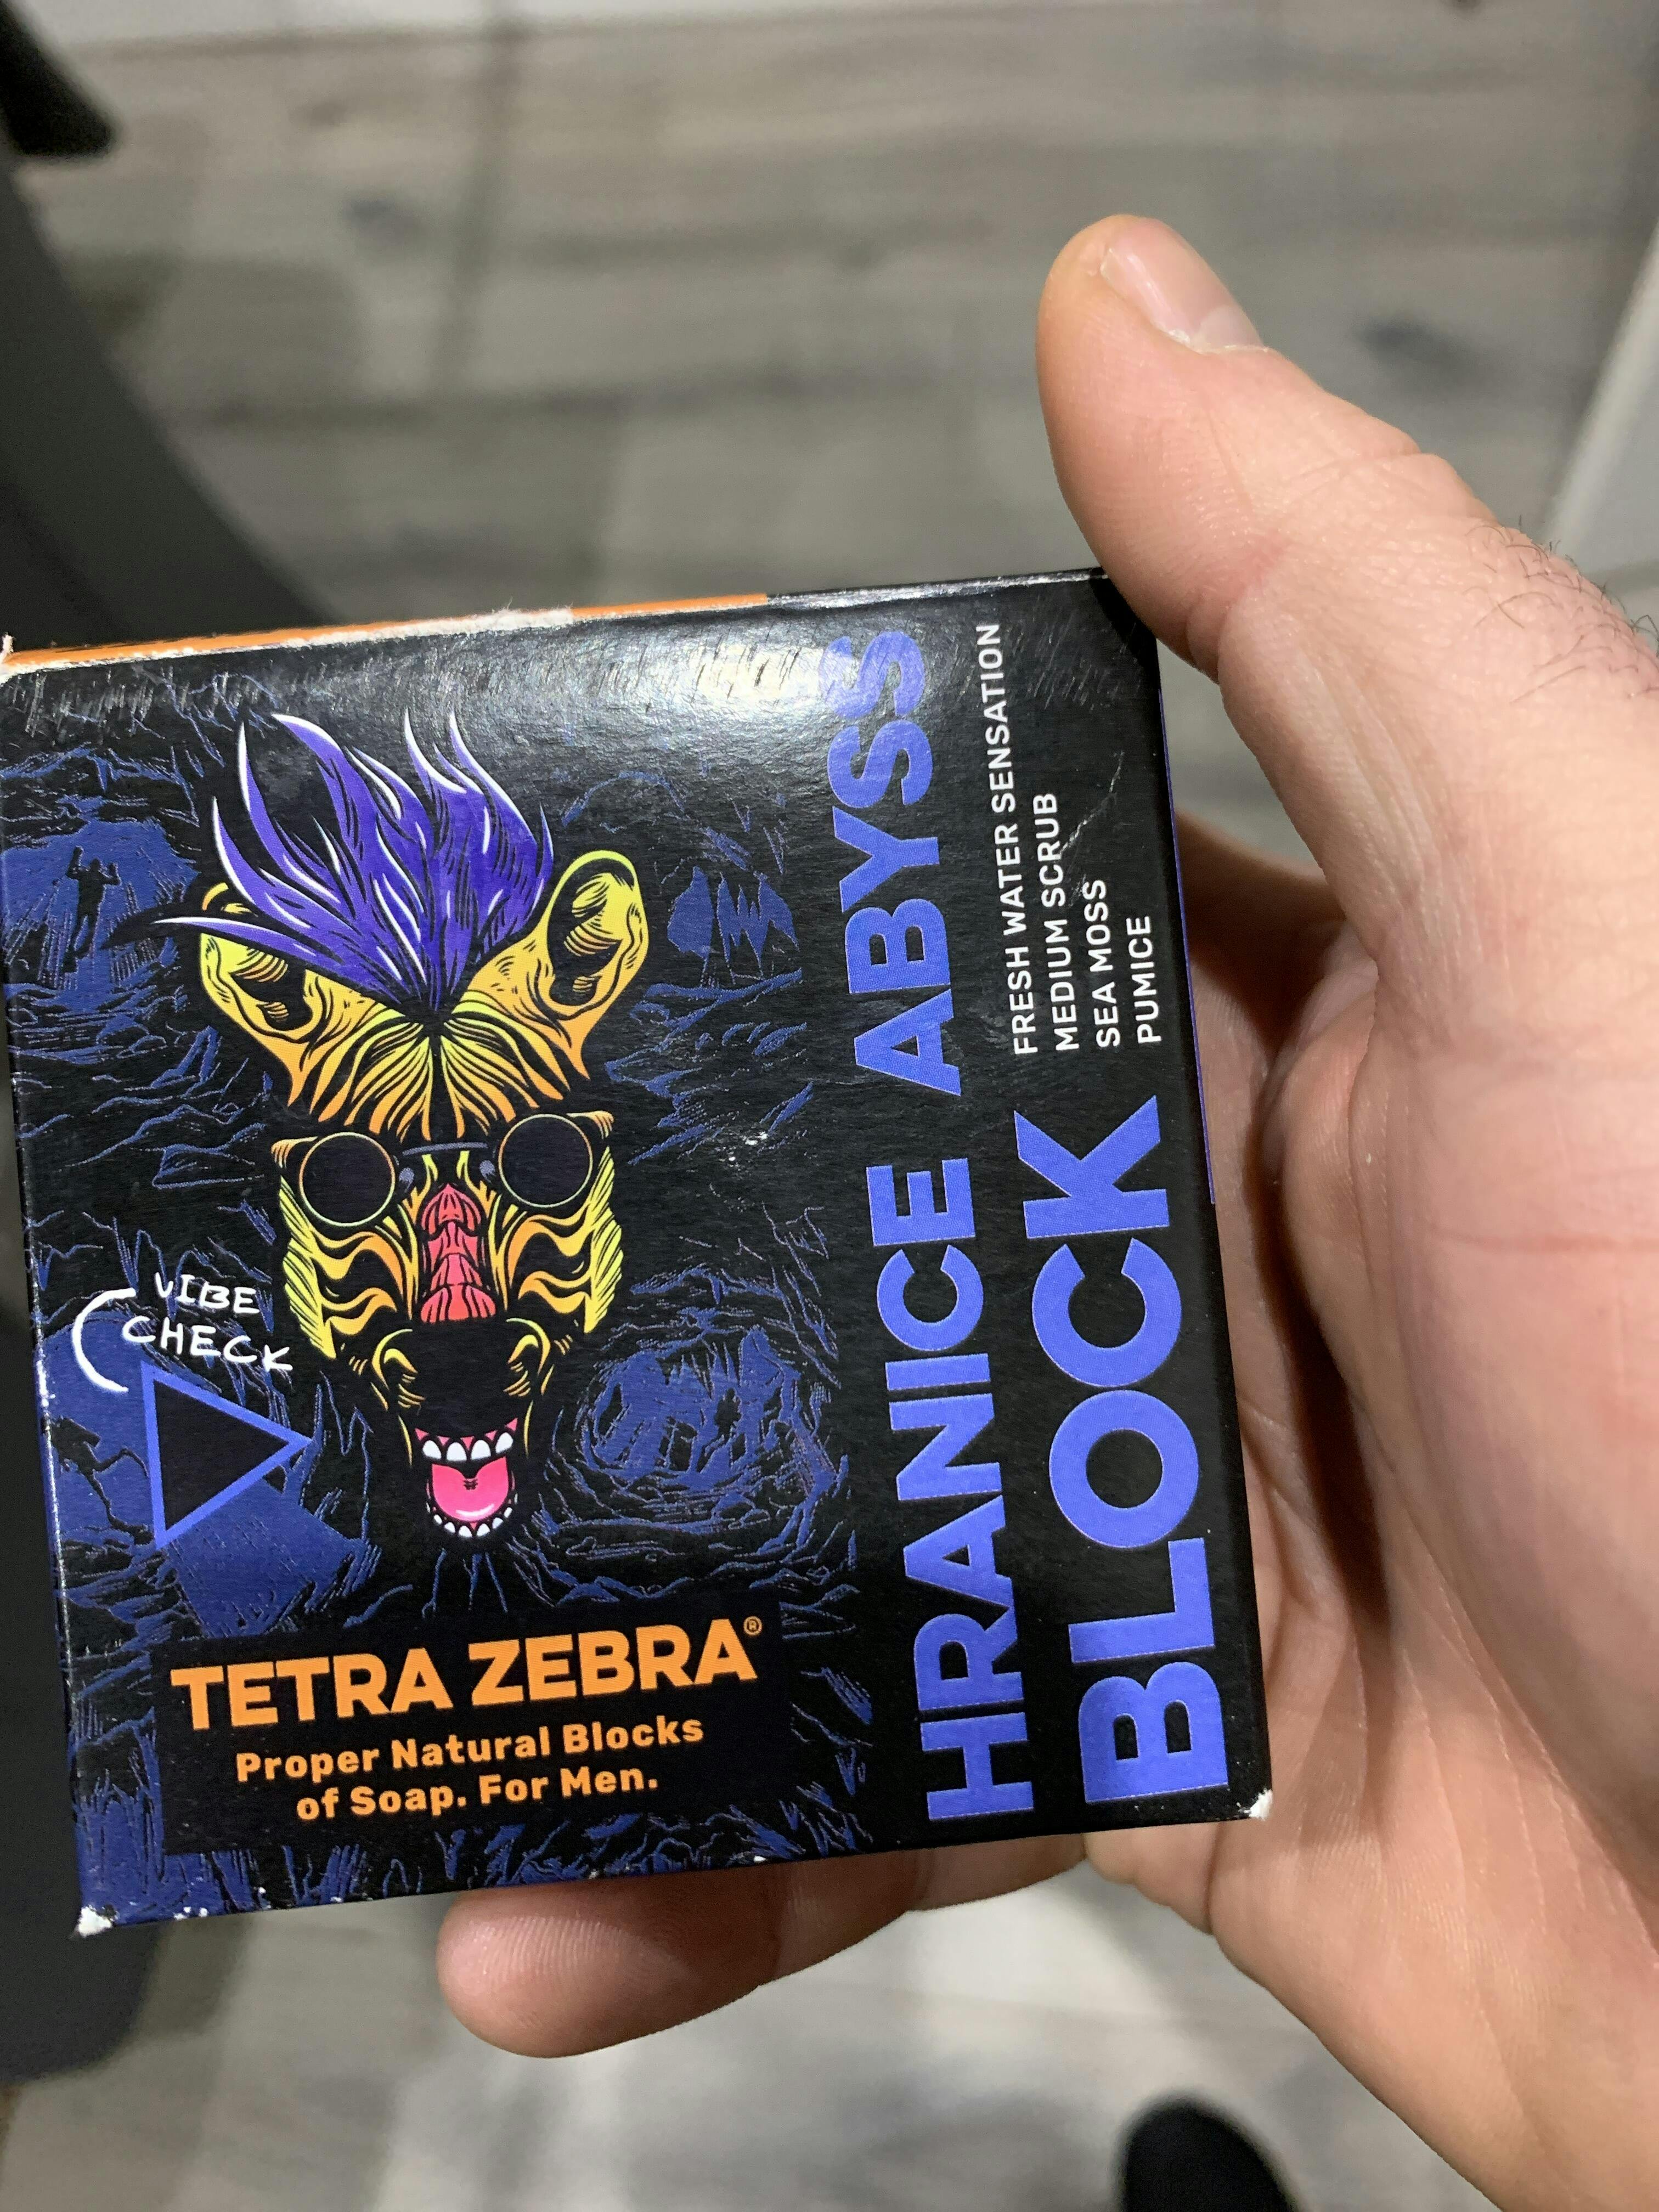 VIBE
CHECK
TETRA ZEBRA®
Proper Natural Blocks
of Soap. For Men.
HRANICE ABYSS
BLOCK
FRESH WATER SENSATION
MEDIUM SCRUB
SEA MOSS
PUMICE